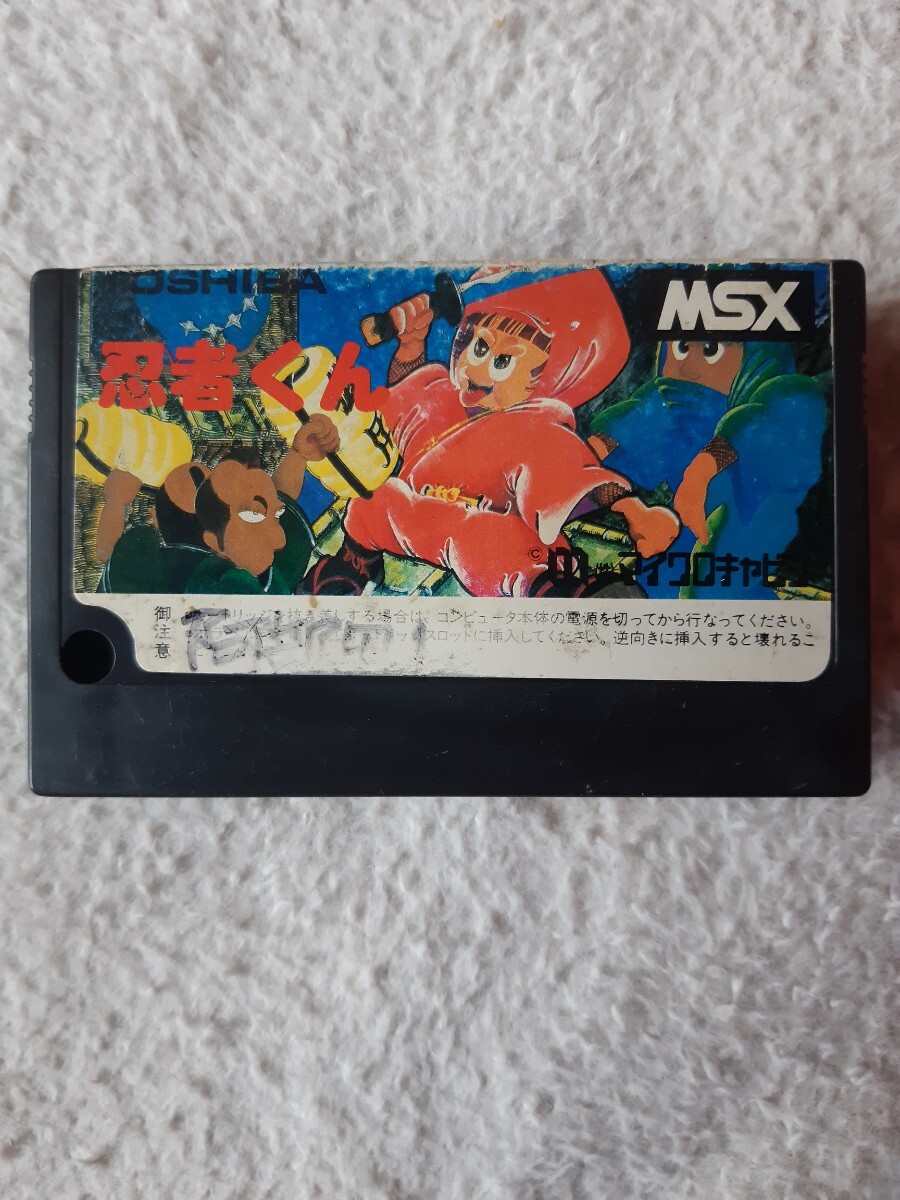 OSHIBA
MSX
忍者くん
© マイクロキャビン
御注意
リッジを抜き差しする場合は、コンピュータ本体の電源を切ってから行なってください。
スロットに挿入してください。逆向きに挿入すると壊れるこ